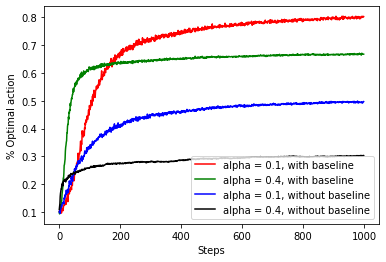 0.8
0.7
0.6
0.5
0.4
0.3
0.2
0.1
% Optimal action
0 200 400 600 800 1000
Steps
alpha = 0.1, with baseline
alpha = 0.4, with baseline
alpha = 0.1, without baseline
alpha = 0.4, without baseline